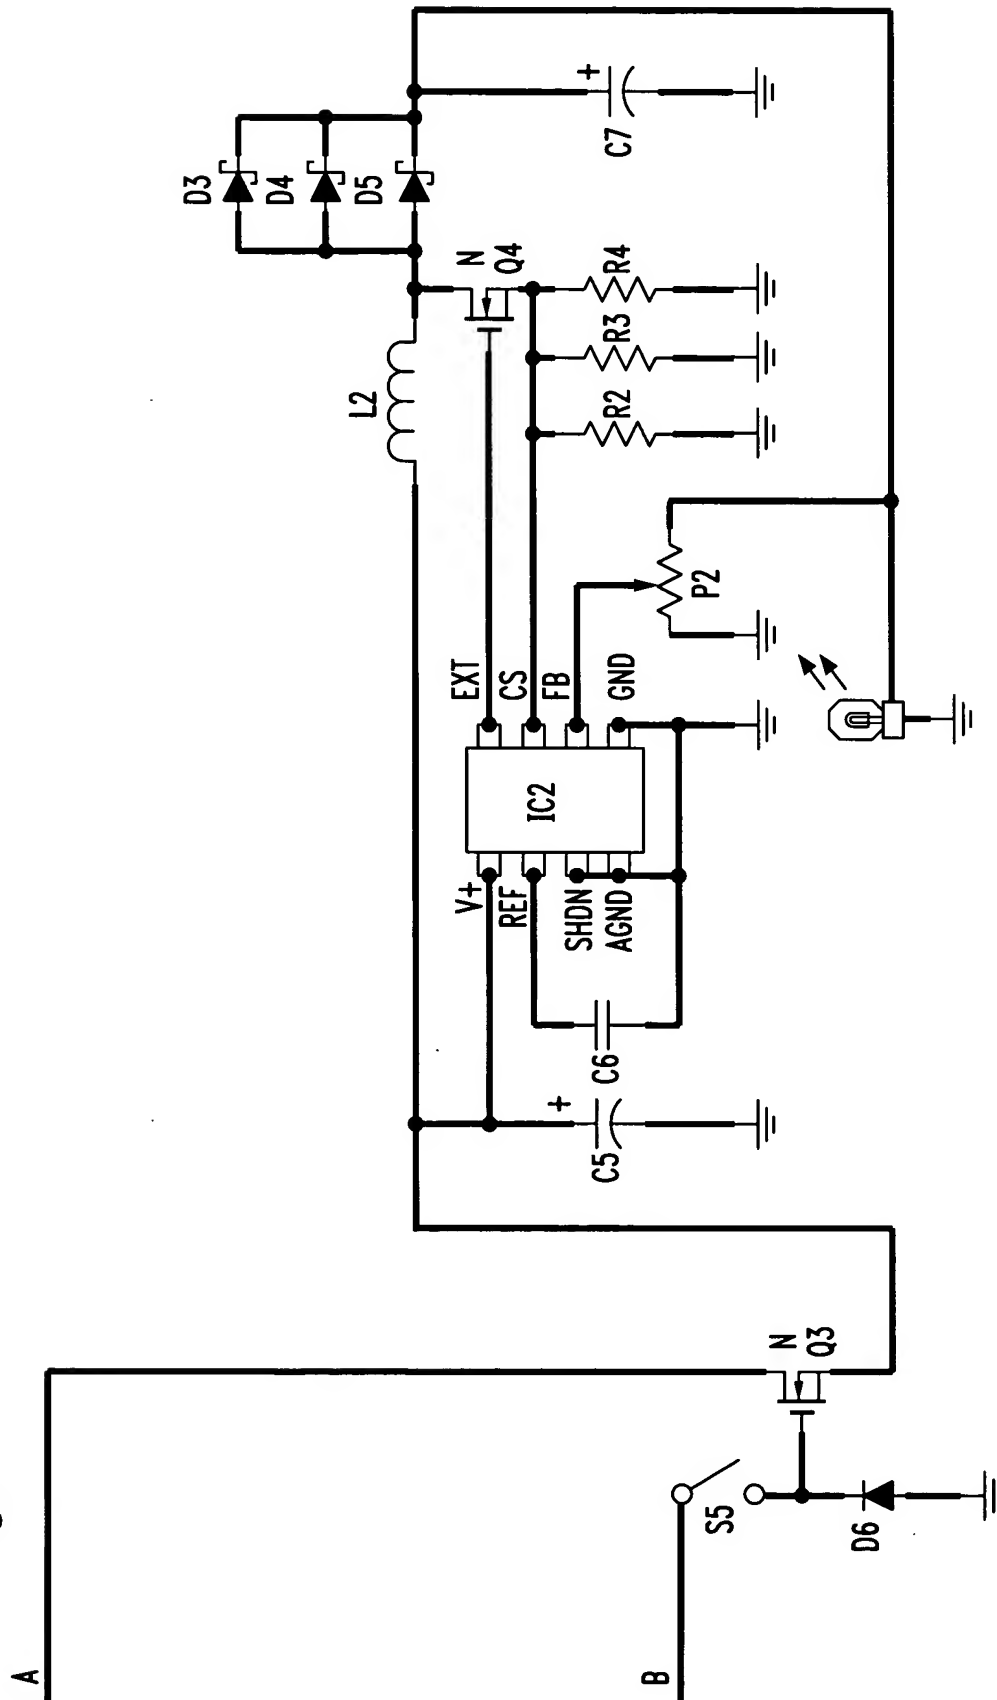 A
B
S5
D6
N
Q3
C5
+
C6
V+
REF
SHDN
AGND
IC2
EXT
CS
FB
GND
P2
L2
R2
R3
R4
N
Q4
D3
D4
D5
C7
+